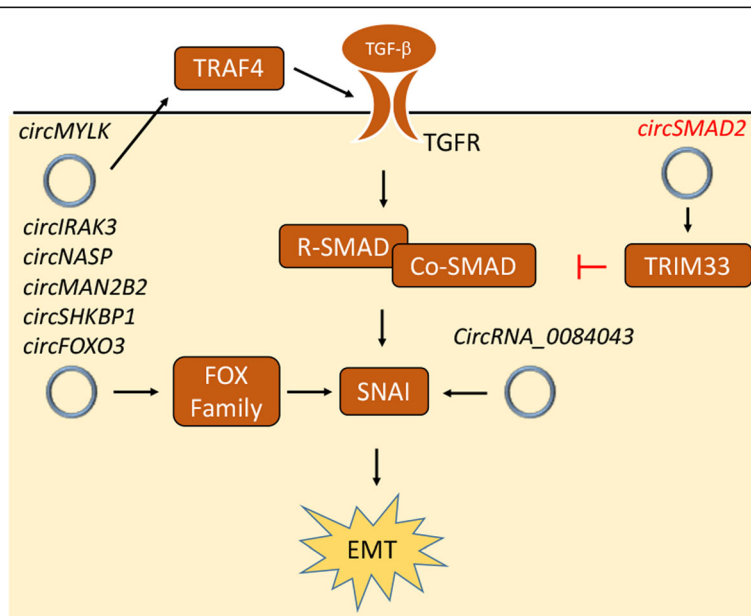 TGF-β
TRAF4
TGFR
circMYLK
circSMAD2
circIRAK3
circNASP
circMAN2B2
circSHKBP1
circFOXO3
R-SMAD
Co-SMAD
TRIM33
CircRNA_0084043
FOX
Family
SNAI
EMT